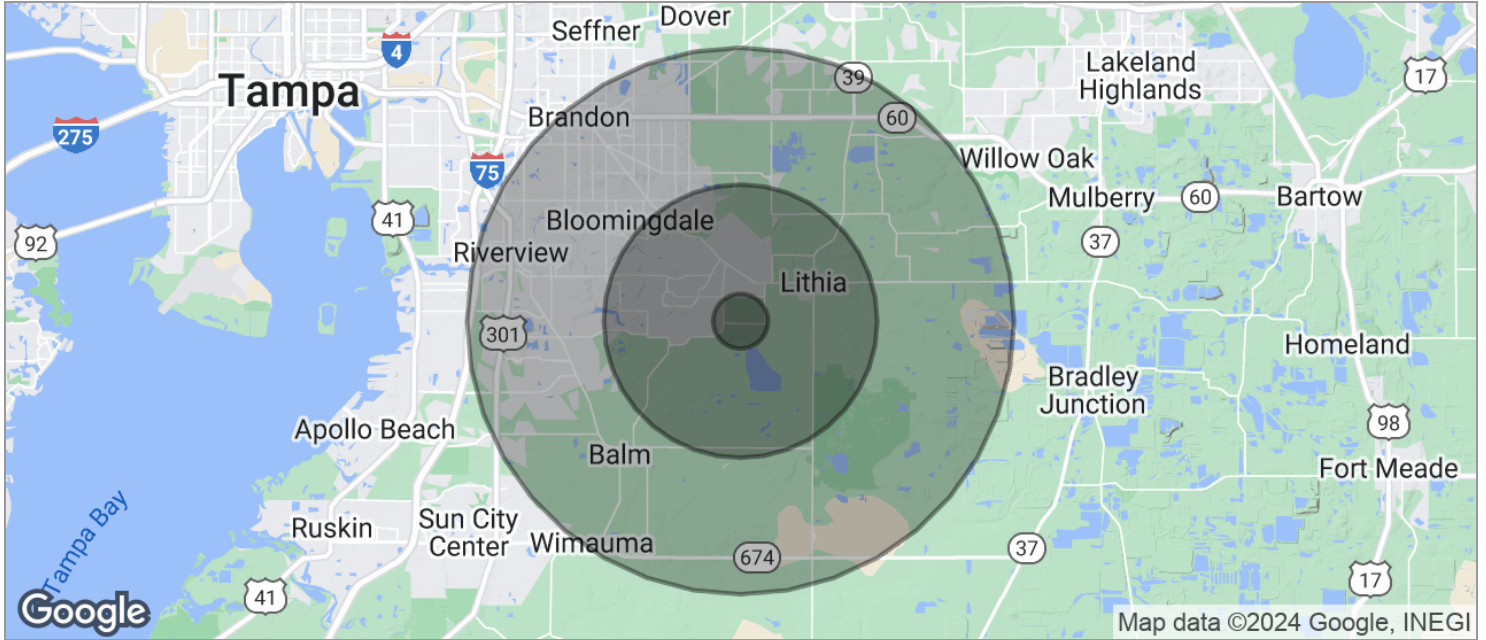 Dover
Seffner
4
Tampa
39
17
Lakeland
Highlands
Brandon
60
275
75
Willow Oak
Mulberry
60
Bartow
41
Bloomingdale
92
Riverview
37
Lithia
301
Homeland
Bradley
Junction
98
Apollo Beach
Balm
Fort Meade
Tampa Bay
Ruskin
Sun City
Center
Wimauma
674
37
17
41
Google
Map data ©2024 Google, INEGI